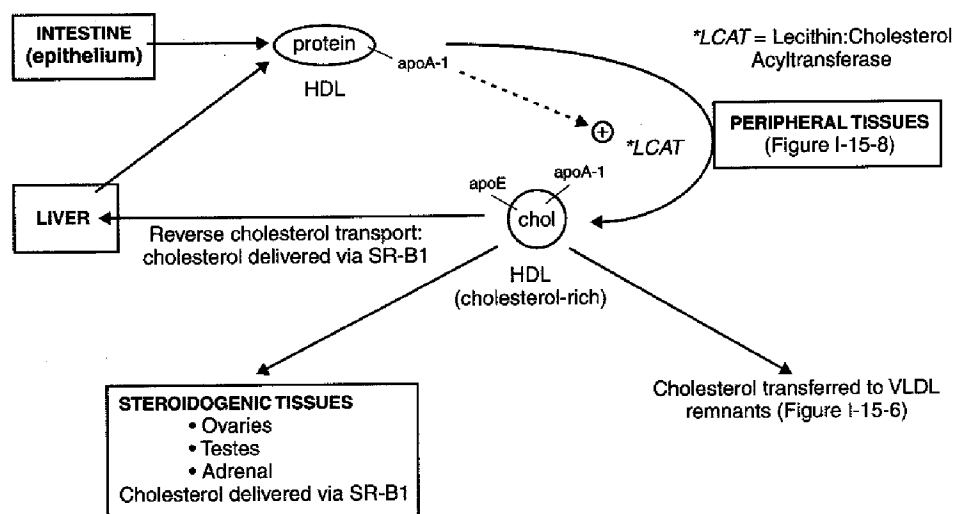 INTESTINE
(epithelium)
protein
apoA-1
HDL
*LCAT = Lecithin:Cholesterol
Acyltransferase
PERIPHERAL TISSUES
(Figure I-15-8)
+
*LCAT
apoE
apoA-1
chol
LIVER
Reverse cholesterol transport:
cholesterol delivered via SR-B1
HDL
(cholesterol-rich)
STEROIDOGENIC TISSUES
• Ovaries
• Testes
• Adrenal
Cholesterol delivered via SR-B1
Cholesterol transferred to VLDL
remnants (Figure I-15-6)